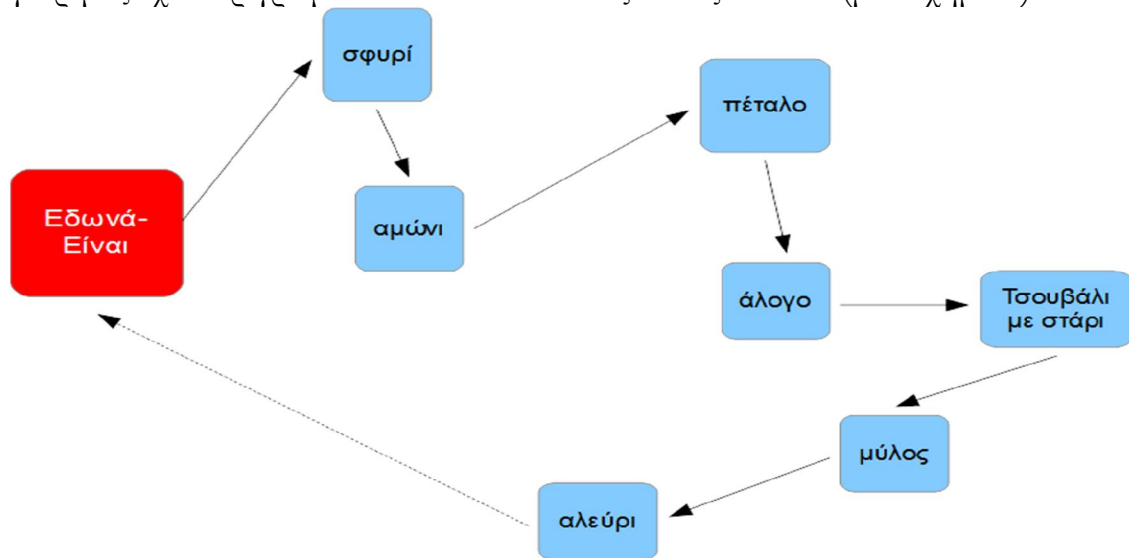 σφυρί
πέταλο
Εδωνά-
Είναι
αμώνι
άλογο
Τσουβάλι
με στάρι
μύλος
αλεύρι